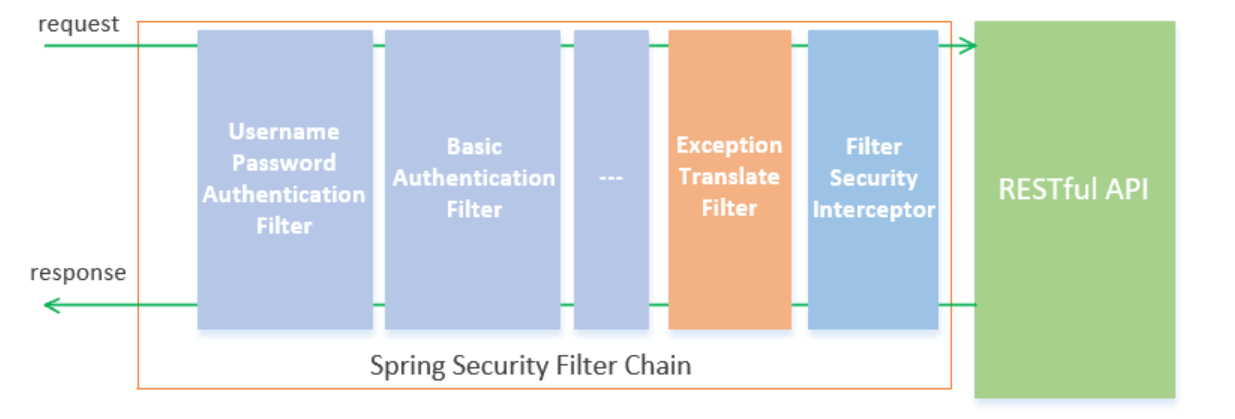 request
Username
Password
Authentication
Filter
Basic
Authentication
Filter
---
Exception
Translate
Filter
Filter
Security
Interceptor
RESTful API
response
Spring Security Filter Chain